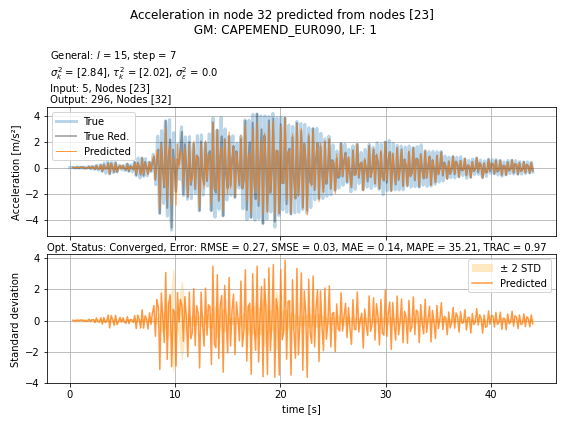 Acceleration in node 32 predicted from nodes [23]
GM: CAPEMEND_EUR090, LF: 1
General: l = 15, step = 7
σ²ₖ = [2.84], τ²ₖ = [2.02], σ²ε = 0.0
Input: 5, Nodes [23]
Output: 296, Nodes [32]
True
True Red.
Predicted
Acceleration [m/s²]
4
2
0
−2
−4
Opt. Status: Converged, Error: RMSE = 0.27, SMSE = 0.03, MAE = 0.14, MAPE = 35.21, TRAC = 0.97
± 2 STD
Predicted
Standard deviation
4
2
0
−2
−4
0 10 20 30 40
time [s]